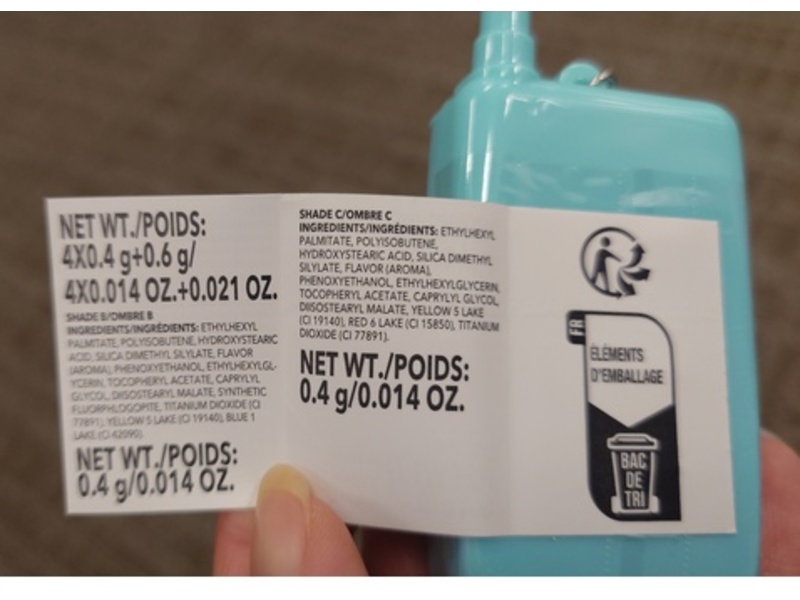 NET WT./POIDS:
4X0.4 g+0.6 g/
4X0.014 OZ.+0.021 OZ.
SHADE B/OMBRE B
INGREDIENTS/INGRÉDIENTS: ETHYLHEXYL
PALMITATE, POLYISOBUTENE, HYDROXYSTEARIC
ACID, SILICA DIMETHYL SILYLATE, FLAVOR
(AROMA), PHENOXYETHANOL, ETHYLHEXYLGL-
YCERIN, TOCOPHERYL ACETATE, CAPRYLYL
GLYCOL, DIISOSTEARYL MALATE, SYNTHETIC
FLUORPHLOGOPITE, TITANIUM DIOXIDE (CI
77891), YELLOW 5 LAKE (CI 19140), BLUE 1
LAKE (CI 42090)
NET WT./POIDS:
0.4 g/0.014 OZ.
SHADE C/OMBRE C
INGREDIENTS/INGRÉDIENTS: ETHYLHEXYL
PALMITATE, POLYISOBUTENE,
HYDROXYSTEARIC ACID, SILICA DIMETHYL
SILYLATE, FLAVOR (AROMA),
PHENOXYETHANOL, ETHYLHEXYLGLYCERIN,
TOCOPHERYL ACETATE, CAPRYLYL GLYCOL,
DIISOSTEARYL MALATE, YELLOW 5 LAKE
(CI 19140), RED 6 LAKE (CI 15850), TITANIUM
DIOXIDE (CI 77891).
NET WT./POIDS:
0.4 g/0.014 OZ.
FR
ÉLÉMENTS
D'EMBALLAGE
BAC
DE
TRI